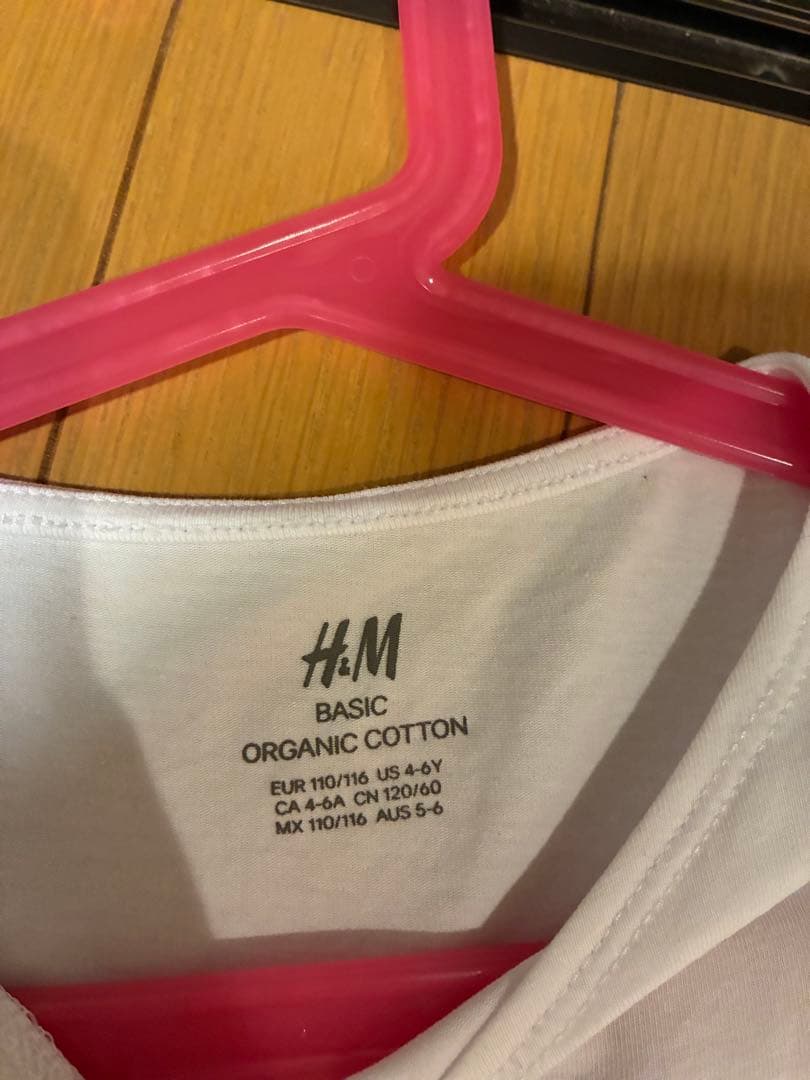 H&M
BASIC
ORGANIC COTTON
EUR 110/116 US 4-6Y
CA 4-6A CN 120/60
MX 110/116 AUS 5-6